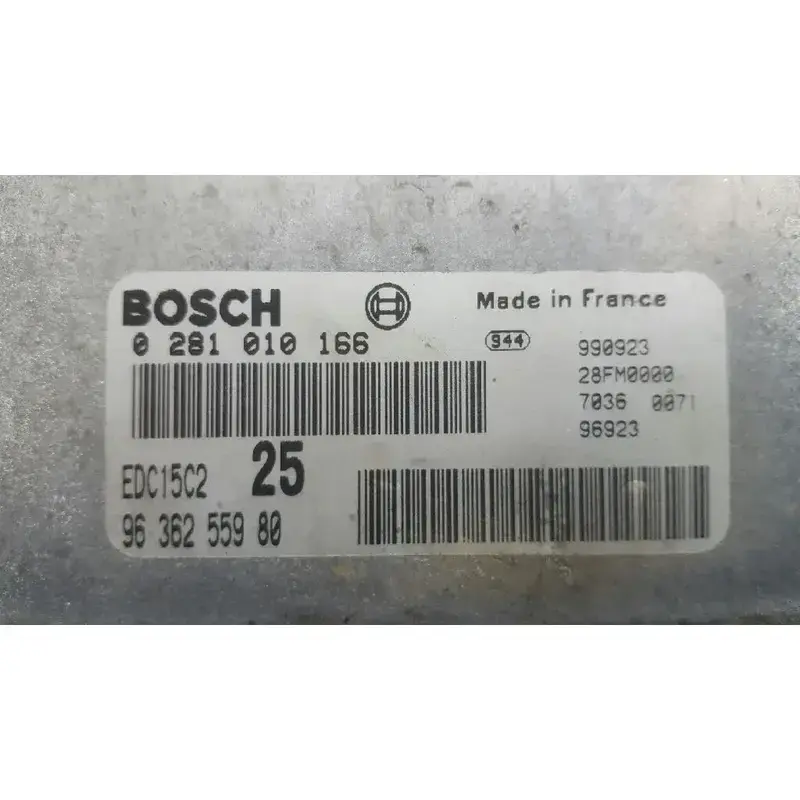 BOSCH
Made in France
0 281 010 166
944
990923
28FM0000
7036 0071
96923
EDC15C2 25
96 362 559 80